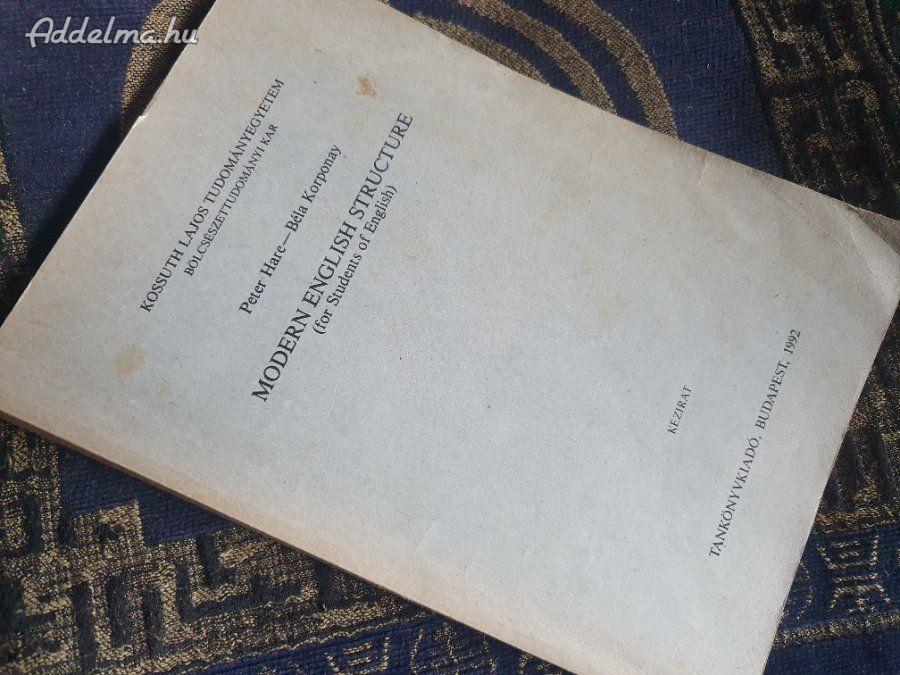 Addelma.hu
KOSSUTH LAJOS TUDOMÁNYEGYETEM
BÖLCSÉSZETTUDOMÁNYI KAR
Peter Hare—Béla Korponay
MODERN ENGLISH STRUCTURE
(for Students of English)
KÉZIRAT
TANKÖNYVKIADÓ, BUDAPEST, 1992